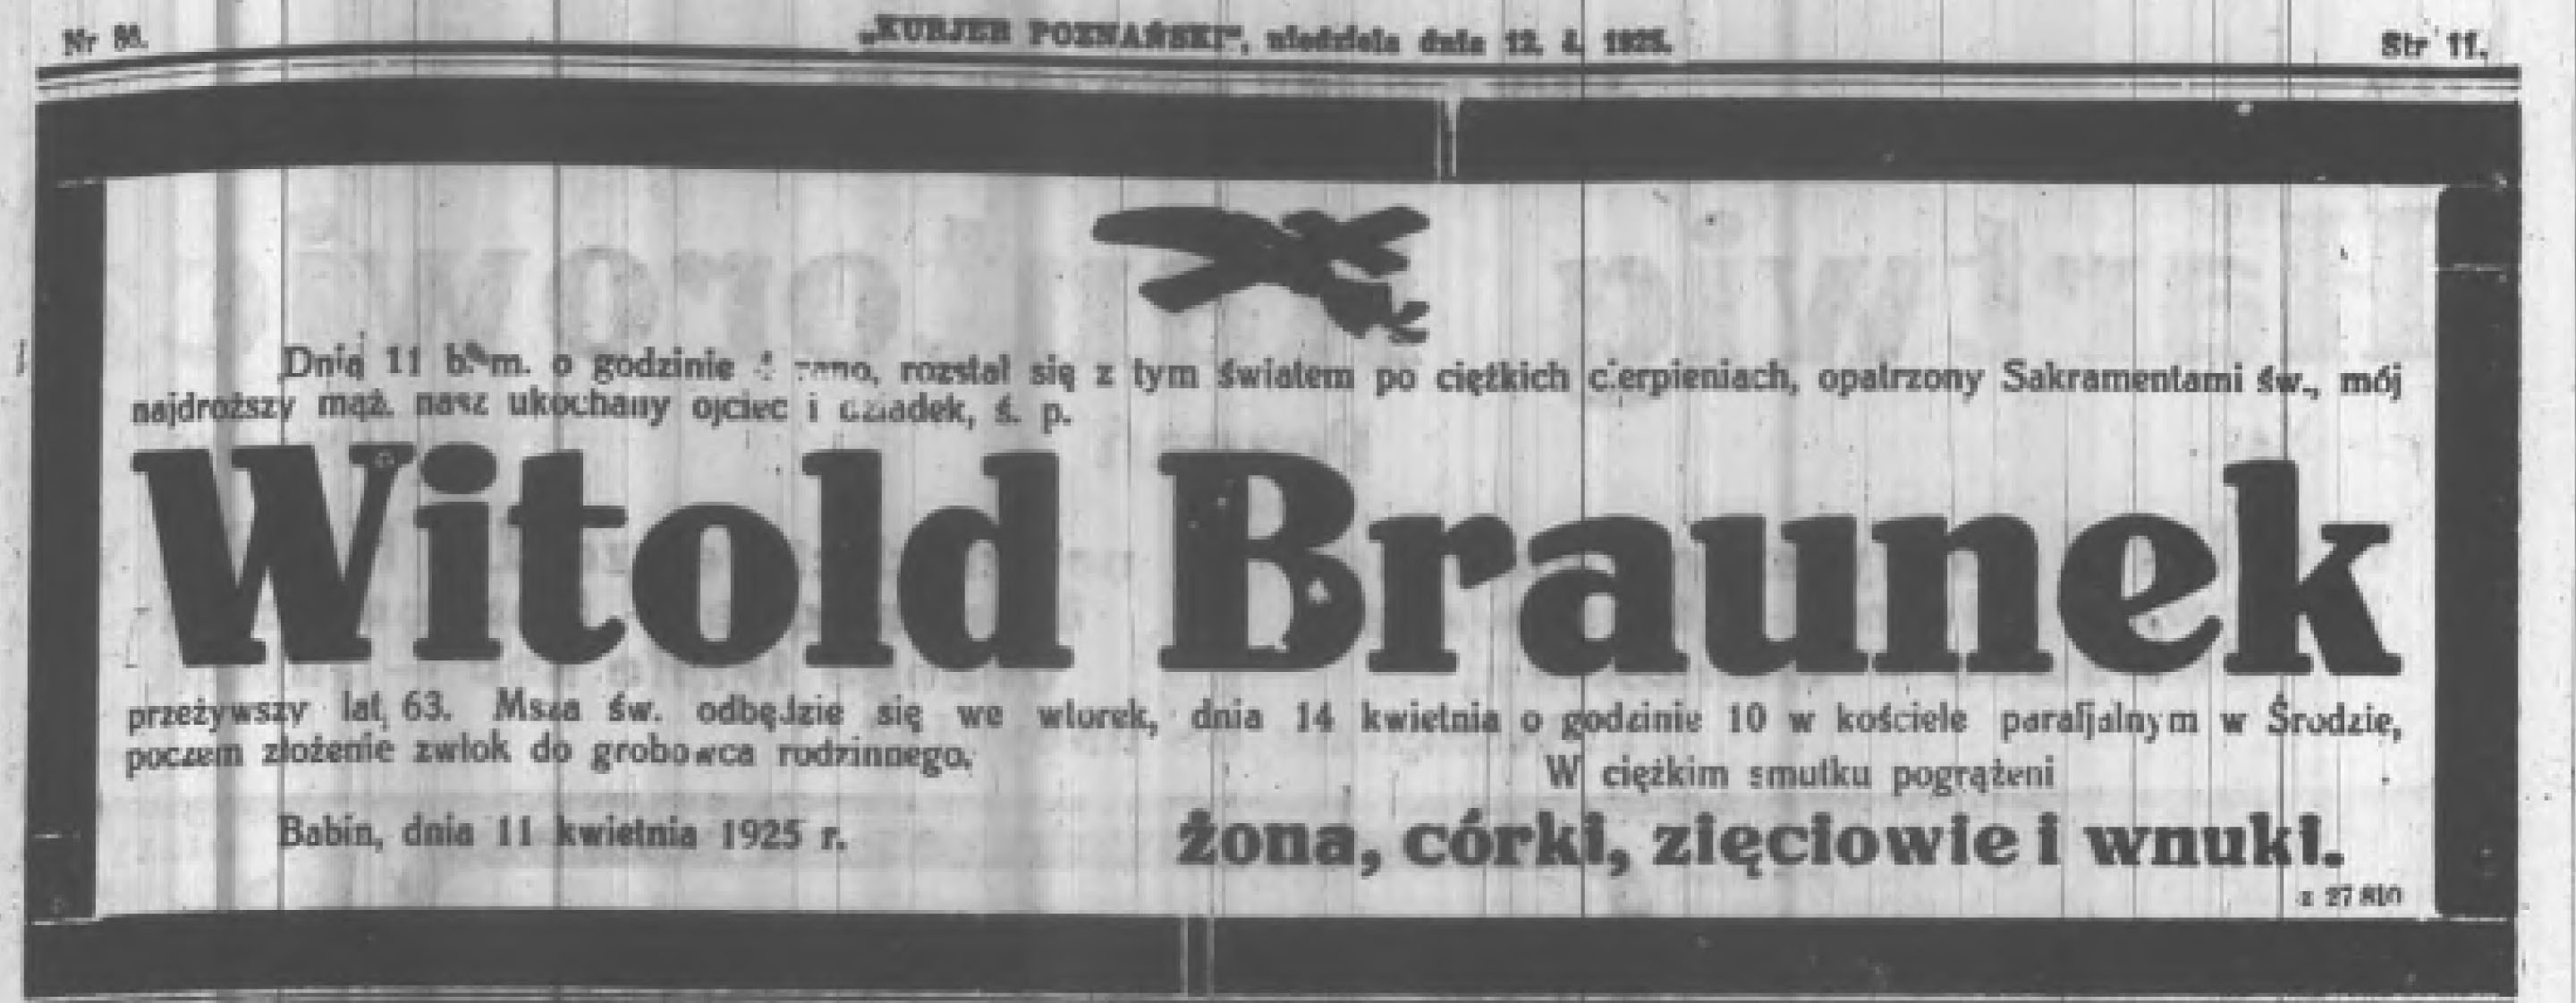 Nr
„KURJER POZNAŃSKI", niedziela dnia 12. 4. 1925.
Str 11.
Dnia 11 b. m. o godzinie rano, rozstał się z tym światem po ciężkich cierpieniach, opatrzony Sakramentami św., mój
najdroższy mąż, nasz ukochany ojciec i dziadek, ś. p.
Witold Braunek
przeżywszy lat 63. Msza św. odbędzie się we wtorek, dnia 14 kwietnia o godzinie 10 w kościele parafjalnym w Środzie,
poczem złożenie zwłok do grobowca rodzinnego.
W ciężkim smutku pogrążeni
Babin, dnia 11 kwietnia 1925 r.
żona, córki, zięciowie i wnuki.
z 27 810